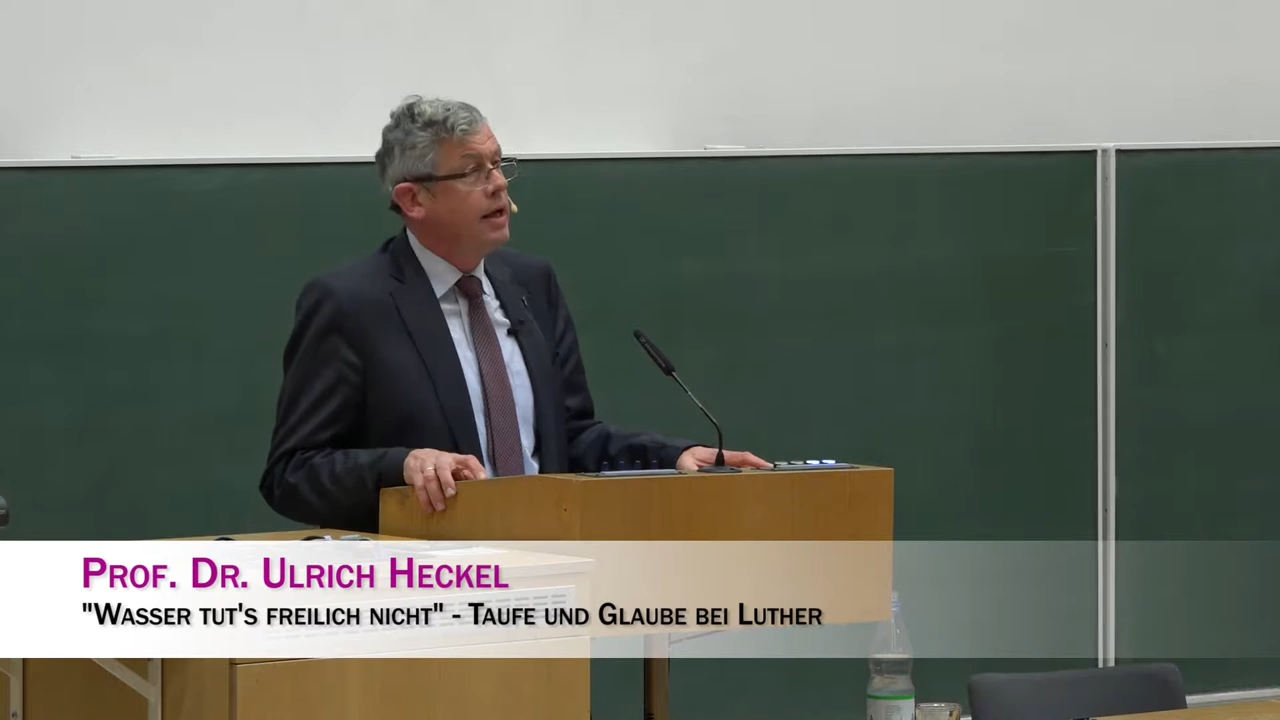 Prof. Dr. Ulrich Heckel
"Wasser tut's freilich nicht" - Taufe und Glaube bei Luther